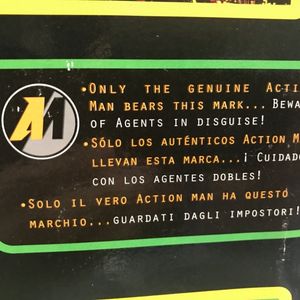 •Only the genuine Acti
Man bears this mark... Bewa
of Agents in disguise!
•Sólo los auténticos Action M
llevan esta marca...¡ Cuidado
con los agentes dobles!
•Solo il vero Action man ha questo
marchio...guardati dagli impostori!